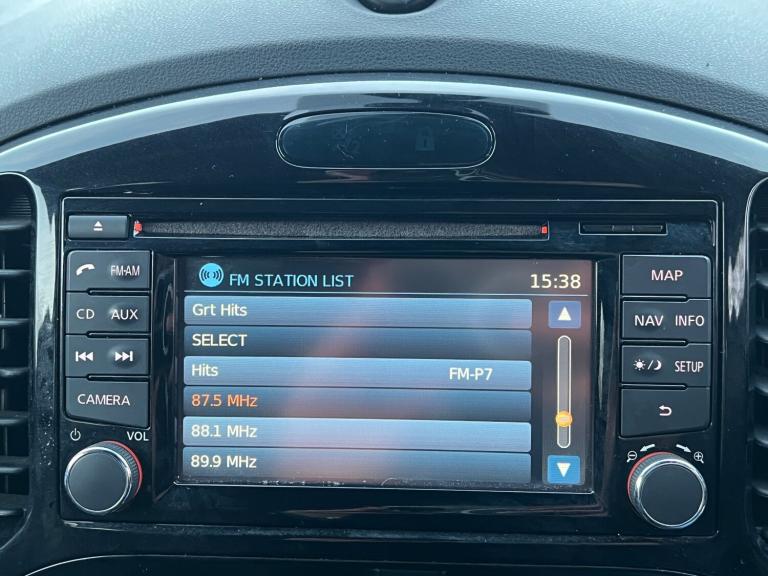 FM STATION LIST 15:38
Grt Hits
SELECT
Hits FM-P7
87.5 MHz
88.1 MHz
89.9 MHz
FM·AM
CD AUX
CAMERA
VOL
MAP
NAV INFO
SETUP